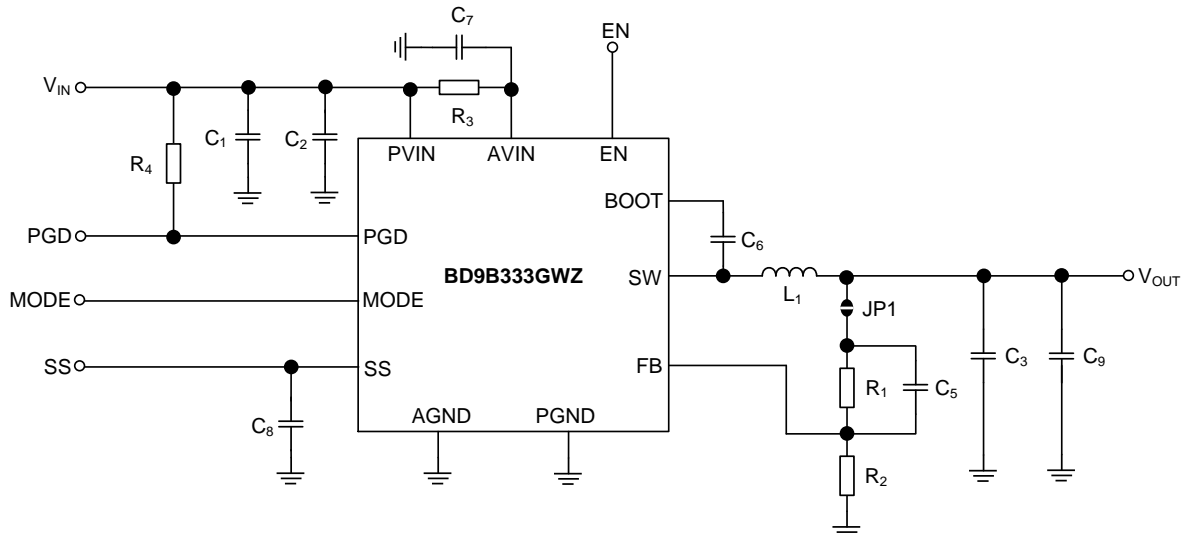 C7
EN
VIN
R3
C1
C2
R4
PVIN
AVIN
EN
BOOT
PGD
PGD
C6
BD9B333GWZ
SW
VOUT
L1
MODE
MODE
JP1
SS
SS
FB
C3
C9
R1
C5
AGND
PGND
C8
R2